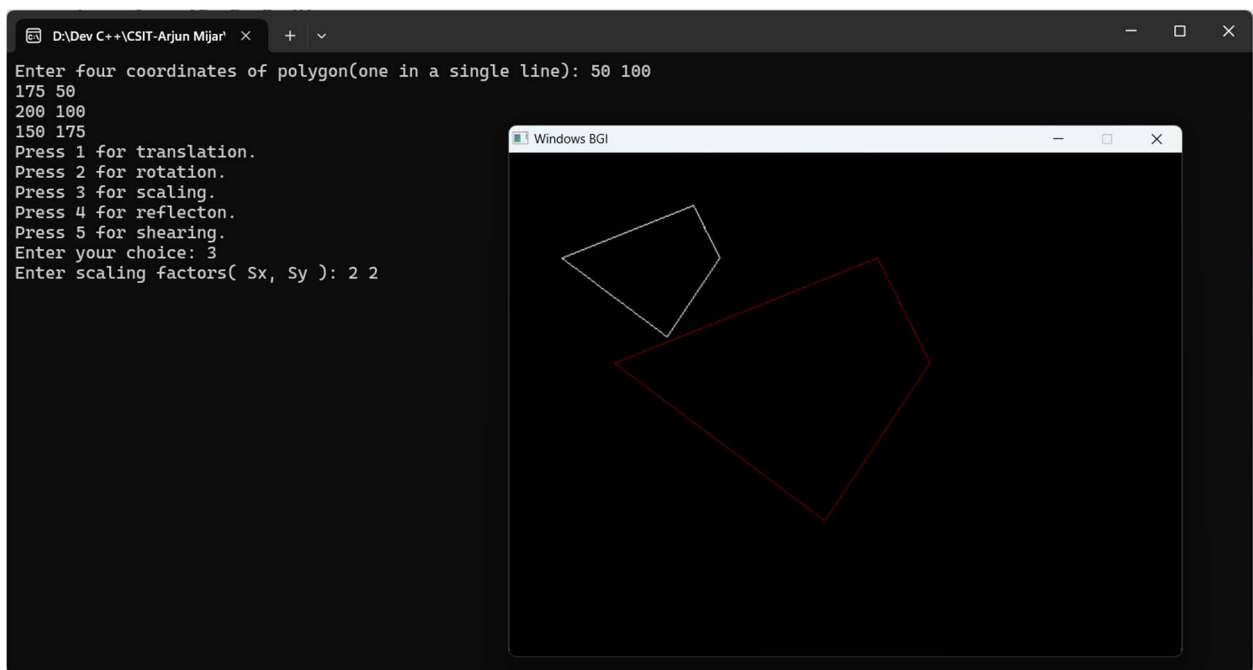 D:\Dev C++\CSIT-Arjun Mijar\
Enter four coordinates of polygon(one in a single line): 50 100
175 50
200 100
150 175
Press 1 for translation.
Press 2 for rotation.
Press 3 for scaling.
Press 4 for reflecton.
Press 5 for shearing.
Enter your choice: 3
Enter scaling factors( Sx, Sy ): 2 2
Windows BGI